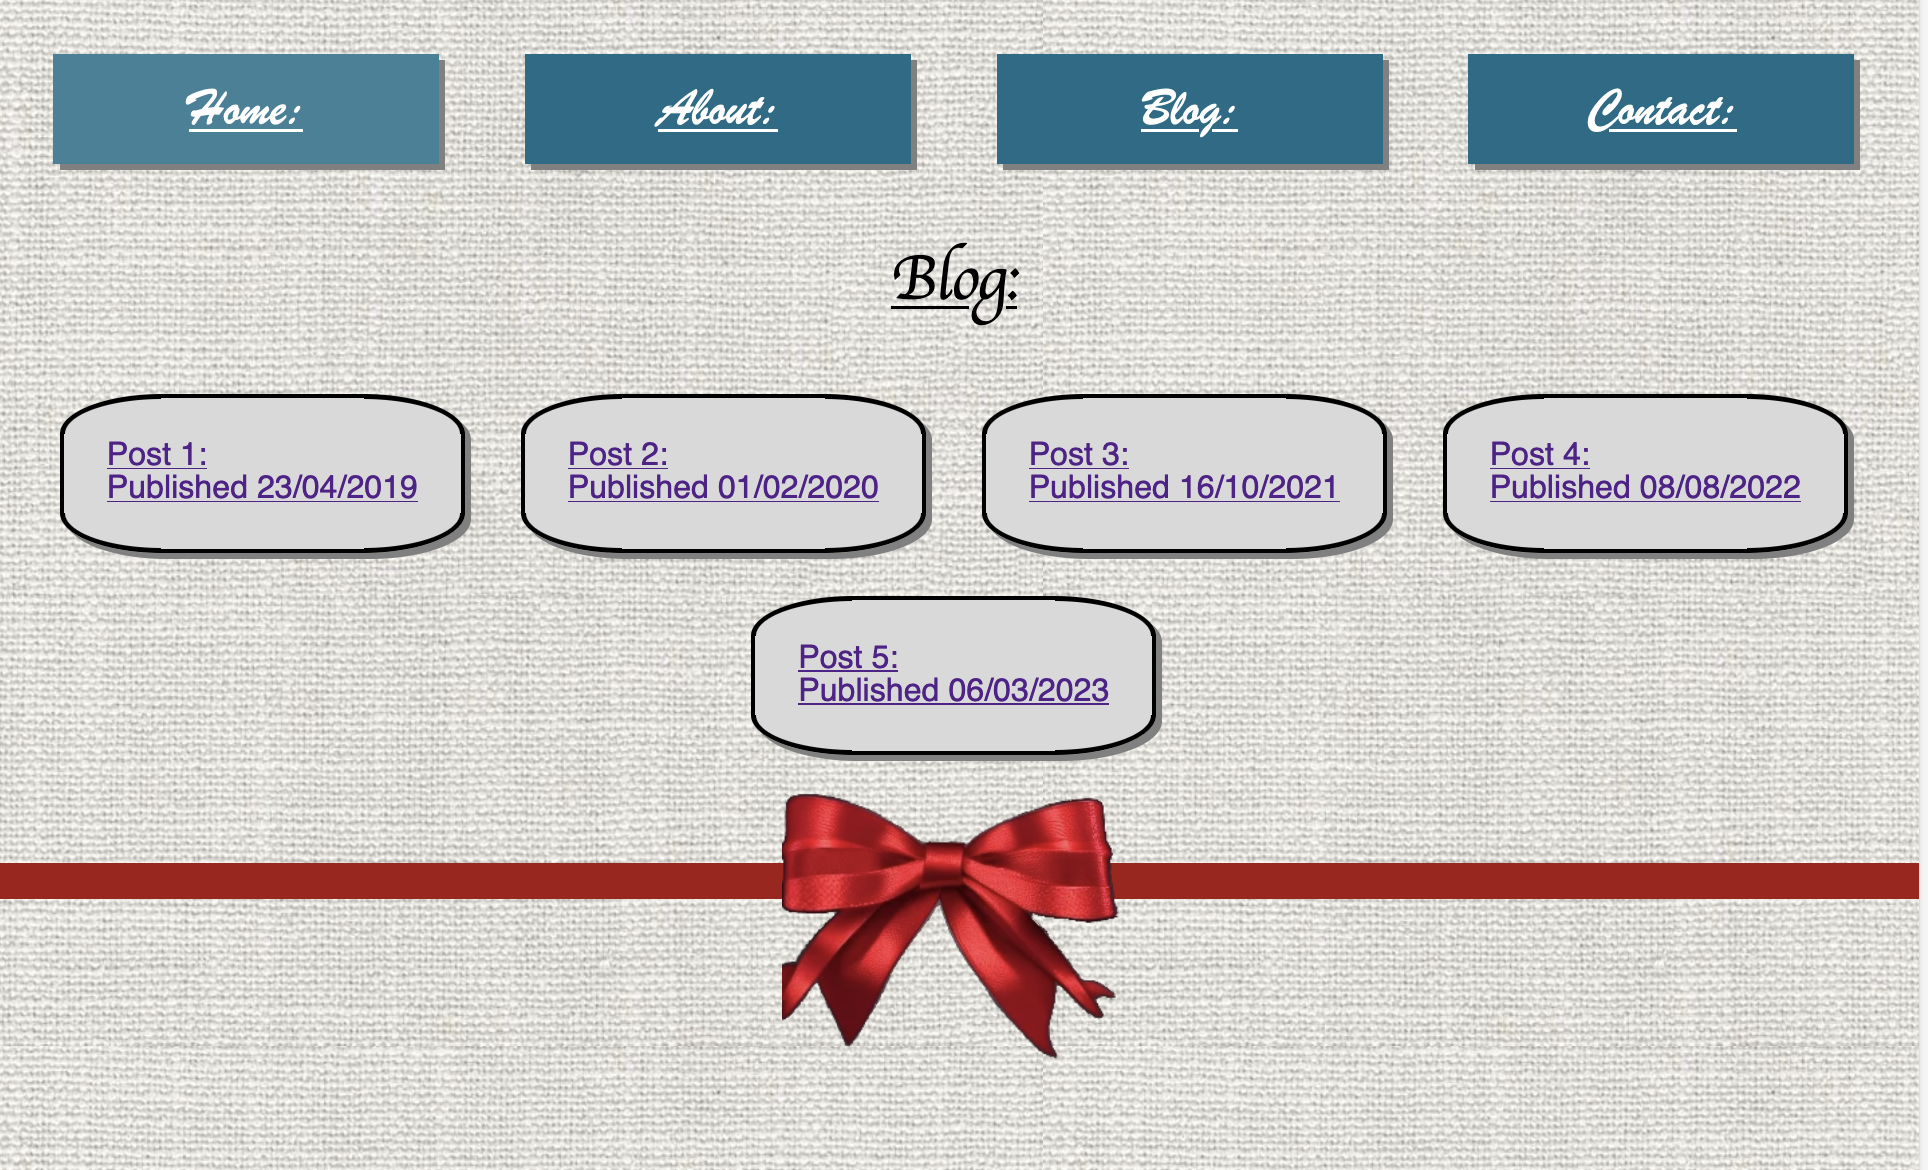 Home:
About:
Blog:
Contact:
Blog:
Post 1:
Published 23/04/2019
Post 2:
Published 01/02/2020
Post 3:
Published 16/10/2021
Post 4:
Published 08/08/2022
Post 5:
Published 06/03/2023